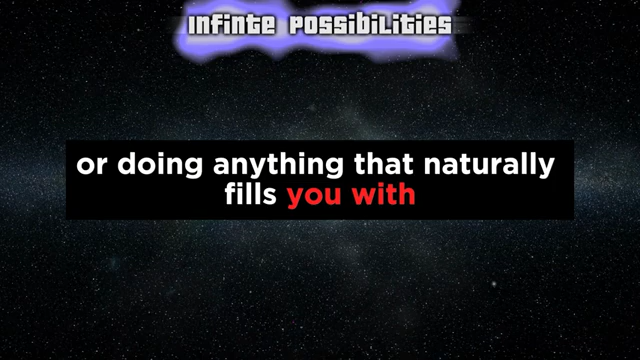 Infinte Possibilities
or doing anything that naturally
fills you with